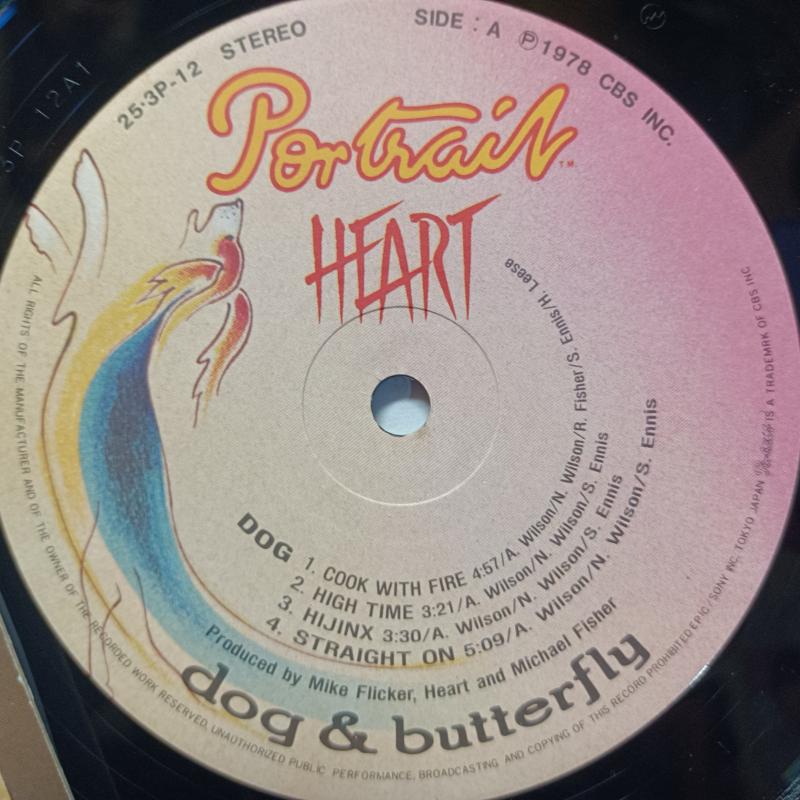 25・3P-12 STEREO
SIDE : A ℗1978 CBS INC.
Portrait TM
HEART
DOG
1. COOK WITH FIRE 4:57/A. Wilson/N. Wilson/R. Fisher/S. Ennis/H. Leese
2. HIGH TIME 3:21/A. Wilson/N. Wilson/S. Ennis
3. HIJINX 3:30/A. Wilson/N. Wilson/S. Ennis
4. STRAIGHT ON 5:09/A. Wilson/N. Wilson/S. Ennis
Produced by Mike Flicker, Heart and Michael Fisher
dog & butterfly
ALL RIGHTS OF THE MANUFACTURER AND OF THE OWNER OF THE RECORDED WORK RESERVED. UNAUTHORIZED PUBLIC PERFORMANCE, BROADCASTING AND COPYING OF THIS RECORD PROHIBITED EPIC/SONY INC. TOKYO JAPAN Portrait IS A TRADEMRK OF CBS INC
P 12A1